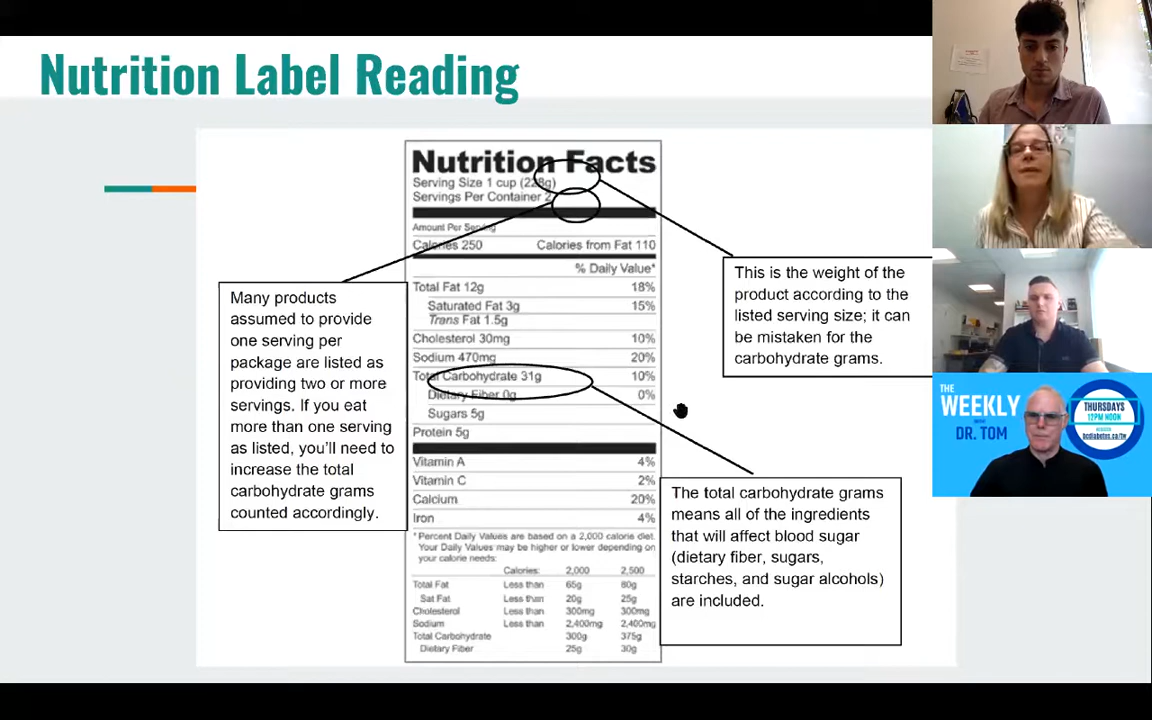 Nutrition Label Reading
Nutrition Facts
Serving Size 1 cup (228g)
Servings Per Container 2
Amount Per Serving
Calories 250 Calories from Fat 110
% Daily Value*
Total Fat 12g 18%
Saturated Fat 3g 15%
Trans Fat 1.5g
Cholesterol 30mg 10%
Sodium 470mg 20%
Total Carbohydrate 31g 10%
Dietary Fiber 0g 0%
Sugars 5g
Protein 5g
Vitamin A 4%
Vitamin C 2%
Calcium 20%
Iron 4%
* Percent Daily Values are based on a 2,000 calorie diet.
Your Daily Values may be higher or lower depending on
your calorie needs:
Calories: 2,000 2,500
Total Fat Less than 65g 80g
Sat Fat Less than 20g 25g
Cholesterol Less than 300mg 300mg
Sodium Less than 2,400mg 2,400mg
Total Carbohydrate 300g 375g
Dietary Fiber 25g 30g
Many products
assumed to provide
one serving per
package are listed as
providing two or more
servings. If you eat
more than one serving
as listed, you'll need to
increase the total
carbohydrate grams
counted accordingly.
This is the weight of the
product according to the
listed serving size; it can
be mistaken for the
carbohydrate grams.
The total carbohydrate grams
means all of the ingredients
that will affect blood sugar
(dietary fiber, sugars,
starches, and sugar alcohols)
are included.
THE
WEEKLY
DR. TOM
THURSDAYS
12PM NOON
bcdiabetes.ca/tw